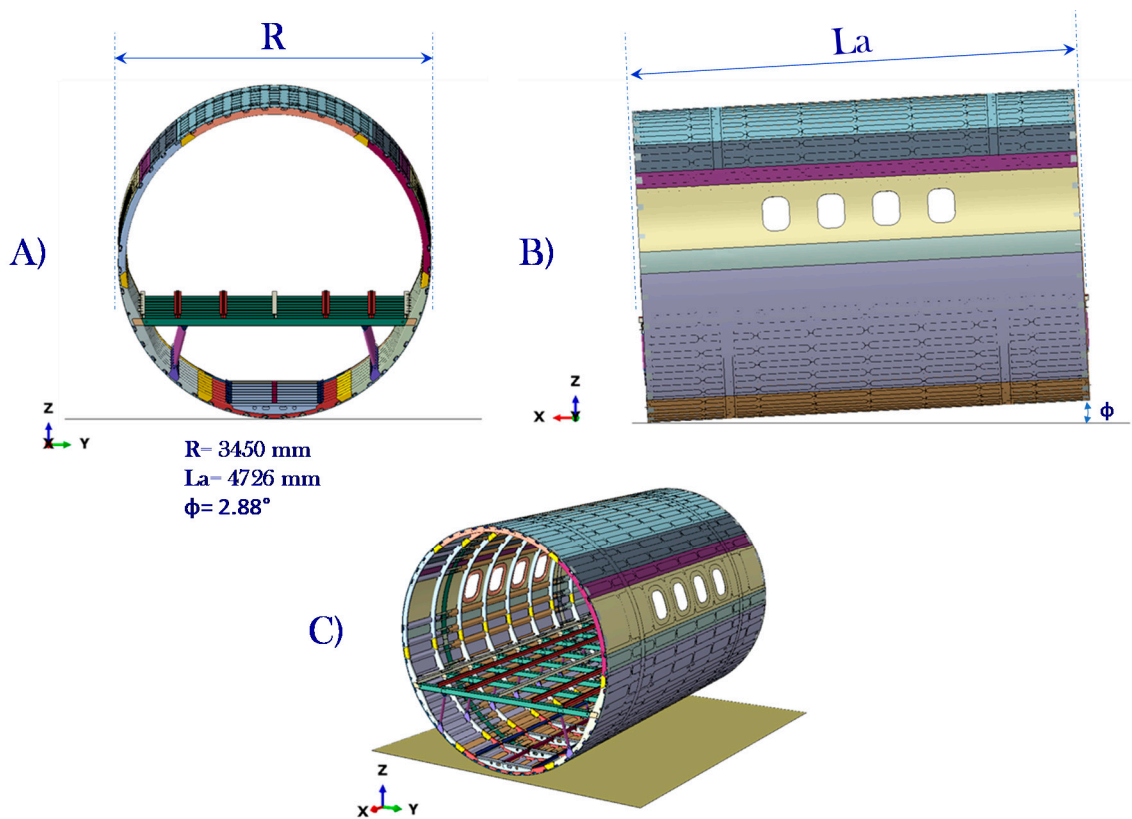 R
La
A)
B)
Z
X
Y
Z
X
Y
ϕ
R= 3450 mm
La= 4726 mm
ϕ= 2.88°
C)
Z
X
Y